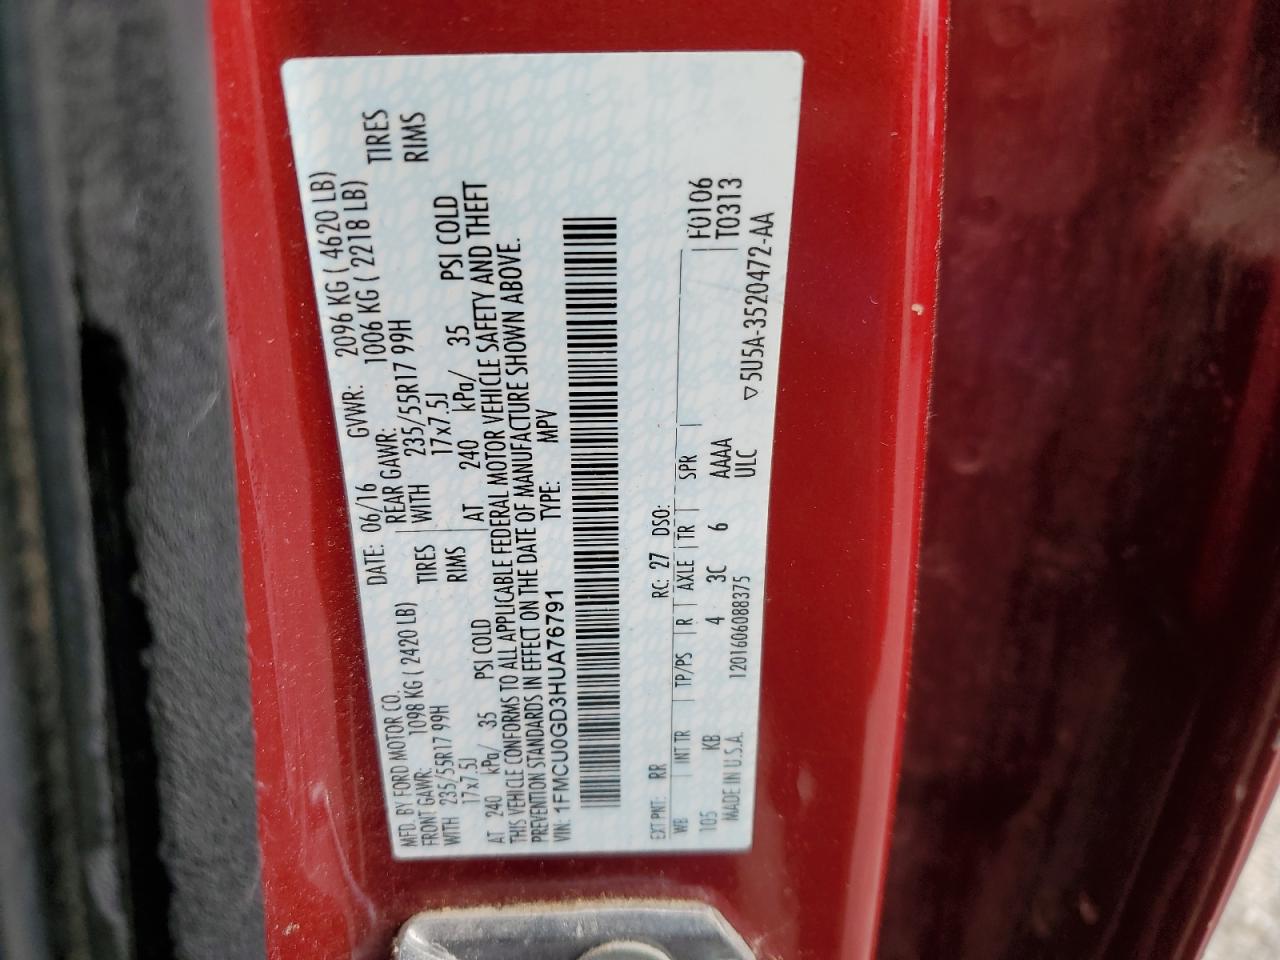 MFD. BY FORD MOTOR CO.
DATE: 06/16 GVWR: 2096 KG ( 4620 LB)
FRONT GAWR: 1098 KG ( 2420 LB) REAR GAWR: 1006 KG ( 2218 LB)
WITH 235/55R17 99H TIRES WITH 235/55R17 99H TIRES
17x7.5J RIMS 17x7.5J RIMS
AT 240 kPa/ 35 PSI COLD AT 240 kPa/ 35 PSI COLD
THIS VEHICLE CONFORMS TO ALL APPLICABLE FEDERAL MOTOR VEHICLE SAFETY AND THEFT
PREVENTION STANDARDS IN EFFECT ON THE DATE OF MANUFACTURE SHOWN ABOVE.
VIN: 1FMCU0GD3HUA76791 TYPE: MPV
EXT PNT: RR RC: 27 DSO:
WB INT TR TP/PS R AXLE TR SPR F0106
105 KB 4 3C 6 AAAA T0313
ULC
MADE IN U.S.A. 1201606088375 ▽5U5A-3520472-AA